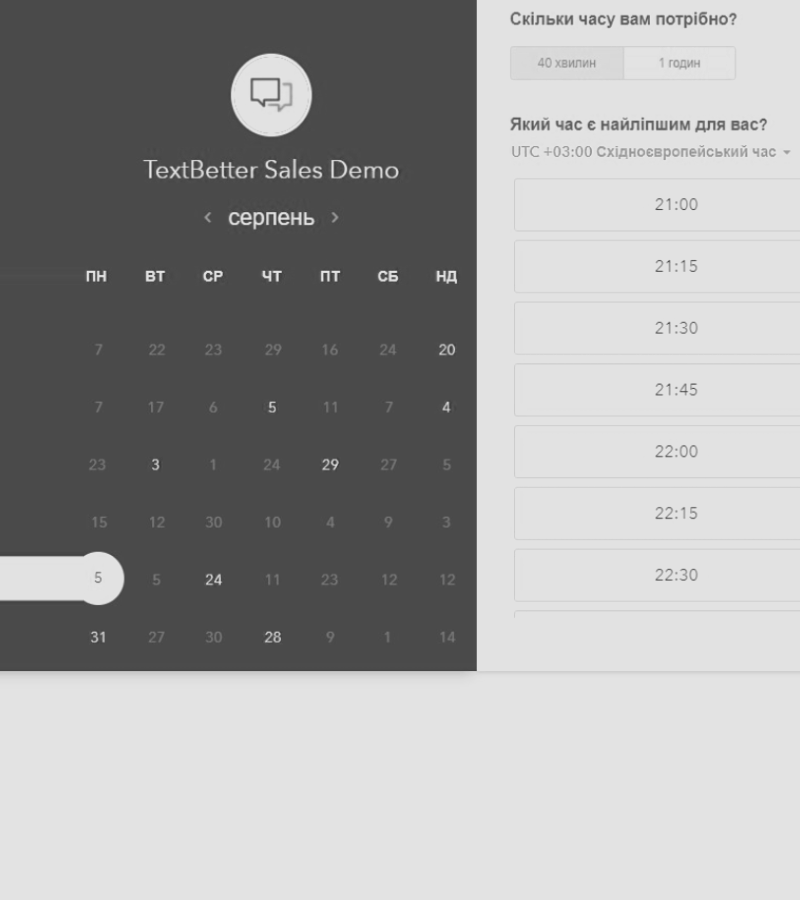 TextBetter Sales Demo
серпень
ПН ВТ СР ЧТ ПТ СБ НД
7 22 23 29 16 24 20
7 17 6 5 11 7 4
23 3 1 24 29 27 5
15 12 30 10 4 9 3
5 5 24 11 23 12 12
31 27 30 28 9 1 14
Скільки часу вам потрібно?
40 хвилин 1 годин
Який час є найліпшим для вас?
UTC +03:00 Східноєвропейський час
21:00
21:15
21:30
21:45
22:00
22:15
22:30